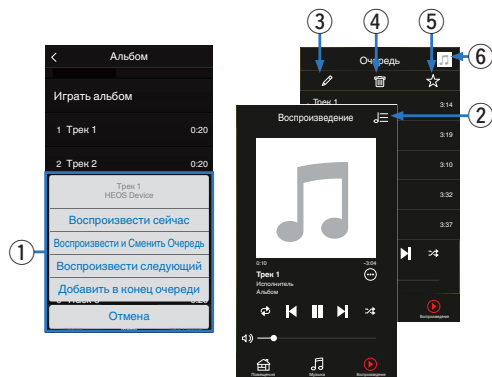 Альбом
Играть альбом
1 Трек 1 0:20
2 Трек 2 0:20
Трек 1
HEOS Device
Воспроизвести сейчас
Воспроизвести и Сменить Очередь
Воспроизвести следующий
Добавить в конец очереди
Отмена
1
3
4
5
6
2
Очередь
Трек 1 3:14
3:19
3:10
3:32
3:37
Воспроизведение
Воспроизведение
0:10 -3:04
Трек 1
Исполнитель
Альбом
Помещения
Музыка
Воспроизведение